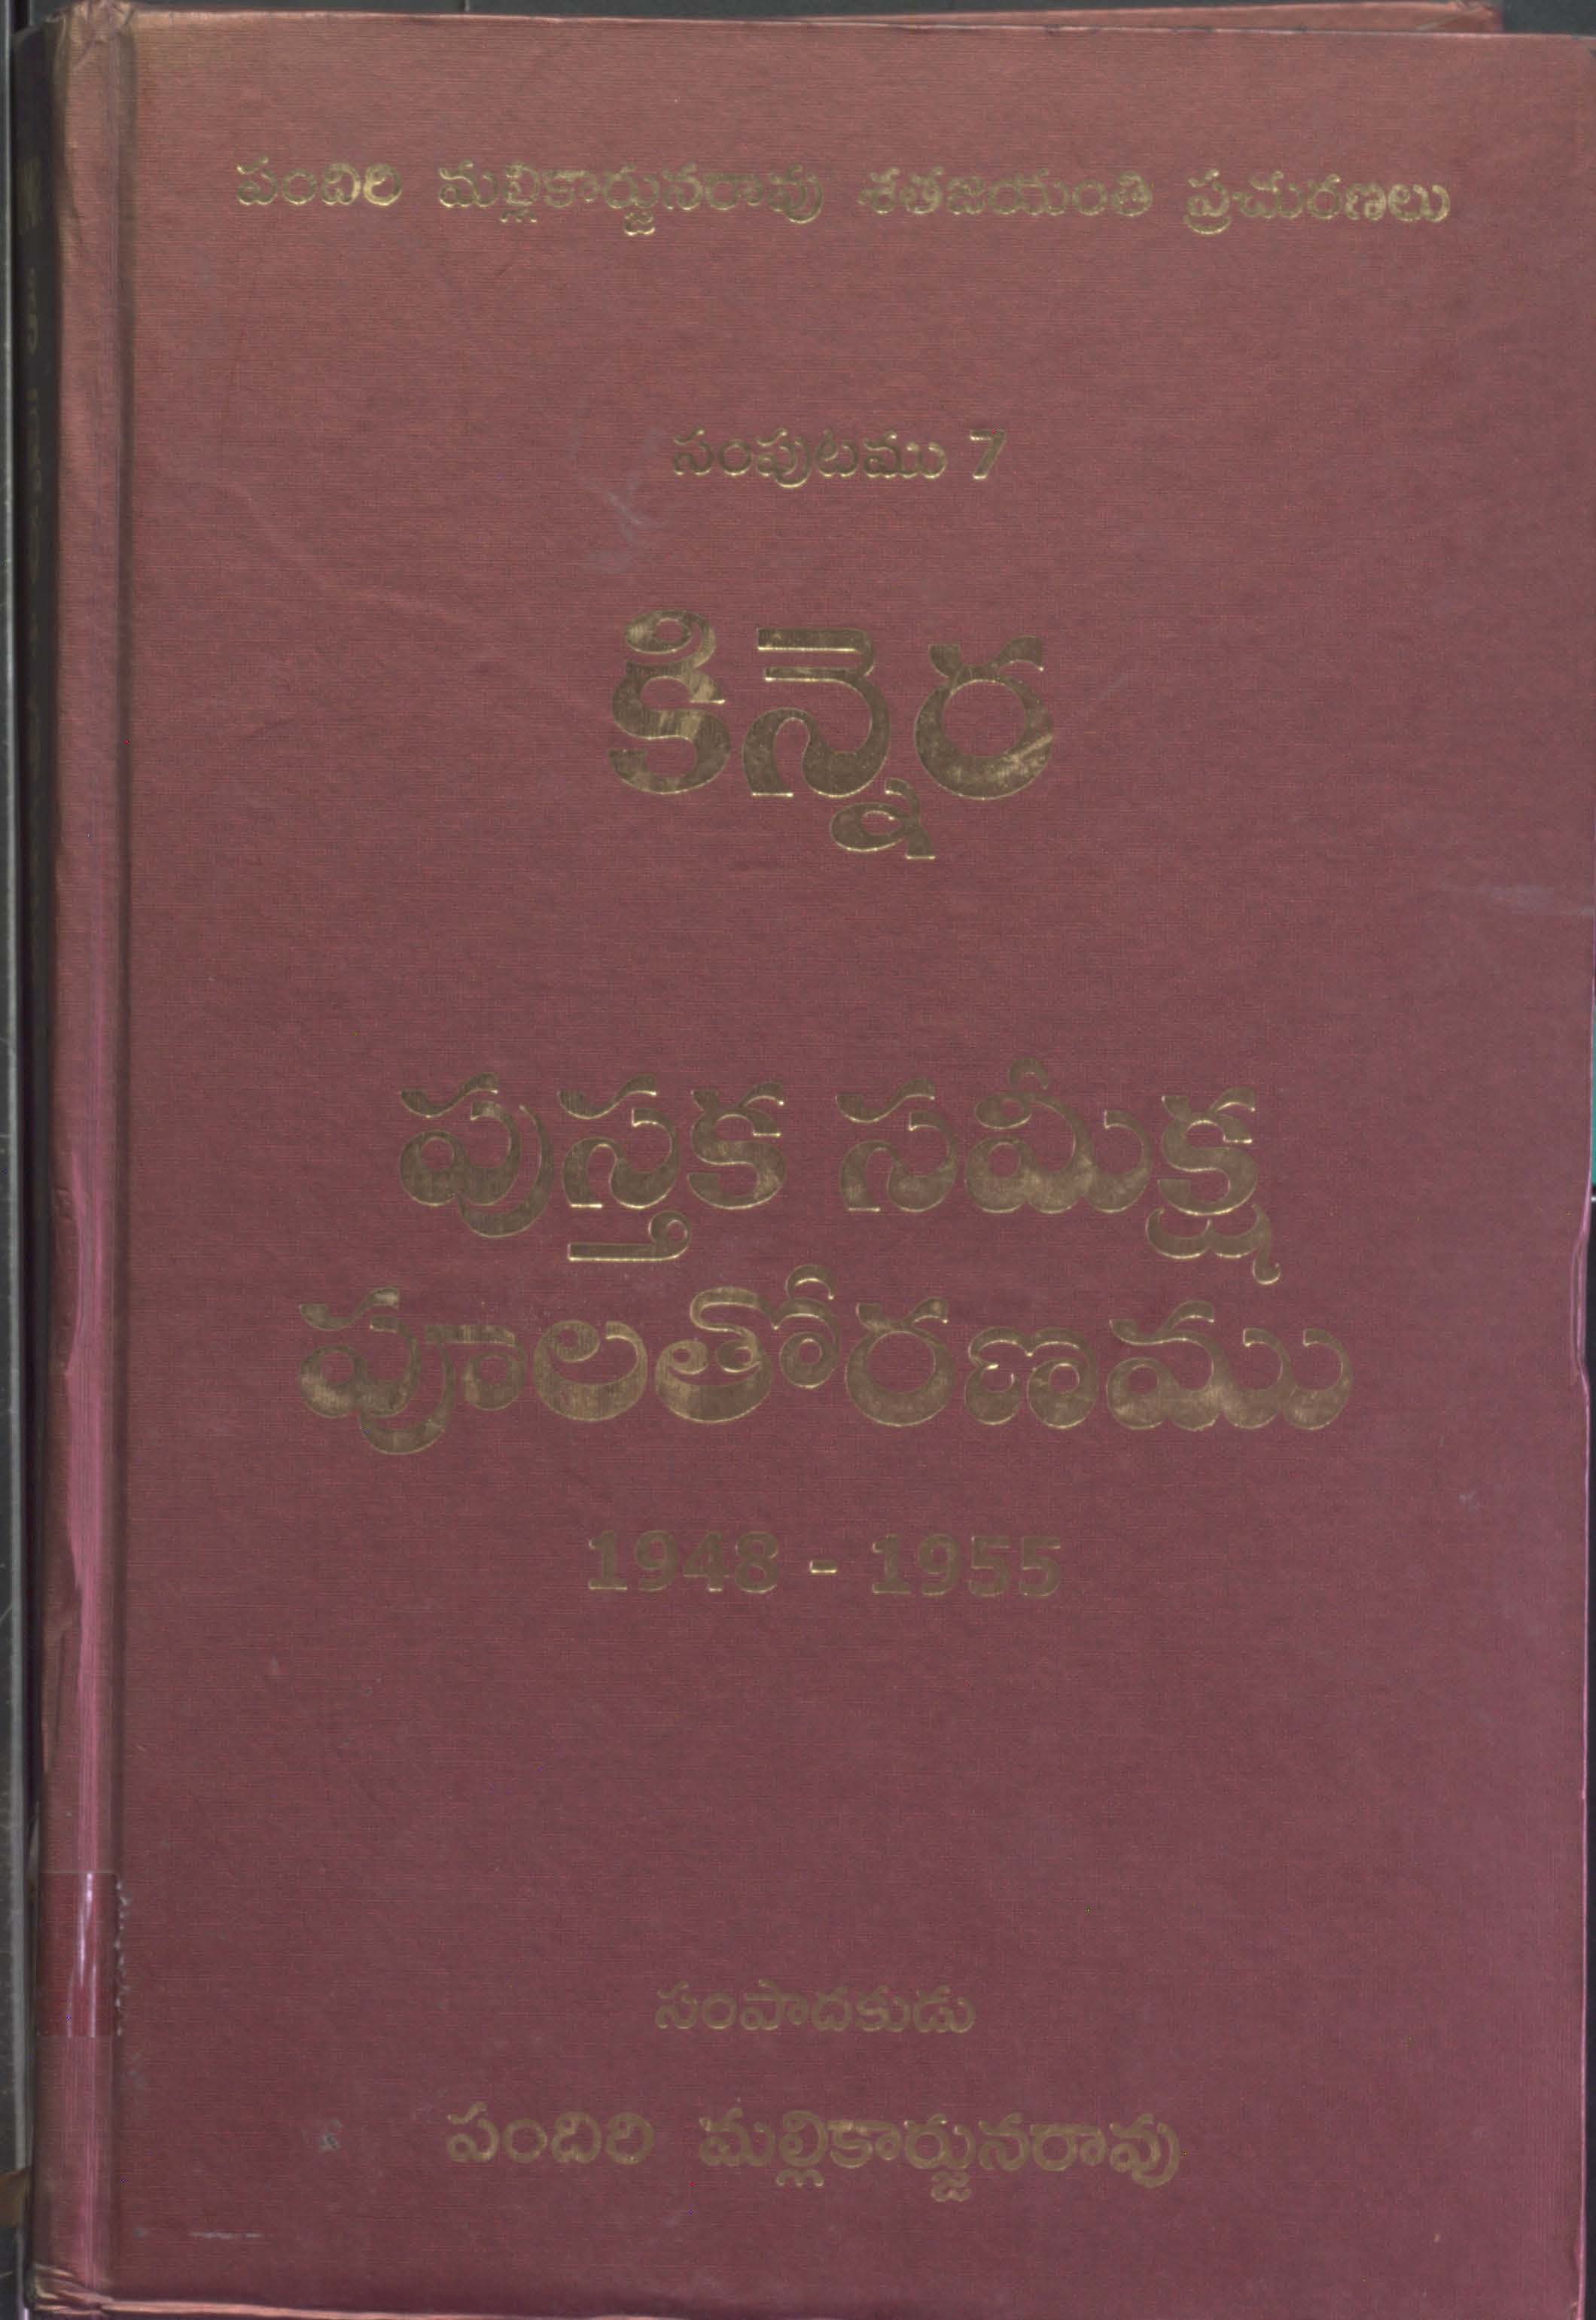 పందిరి మల్లికార్జునరావు శతజయంతి ప్రచురణలు
సంపుటము 7
కిన్నెర
పుస్తక సమీక్ష
పూలతోరణము
1948 - 1955
సంపాదకుడు
పందిరి మల్లికార్జునరావు